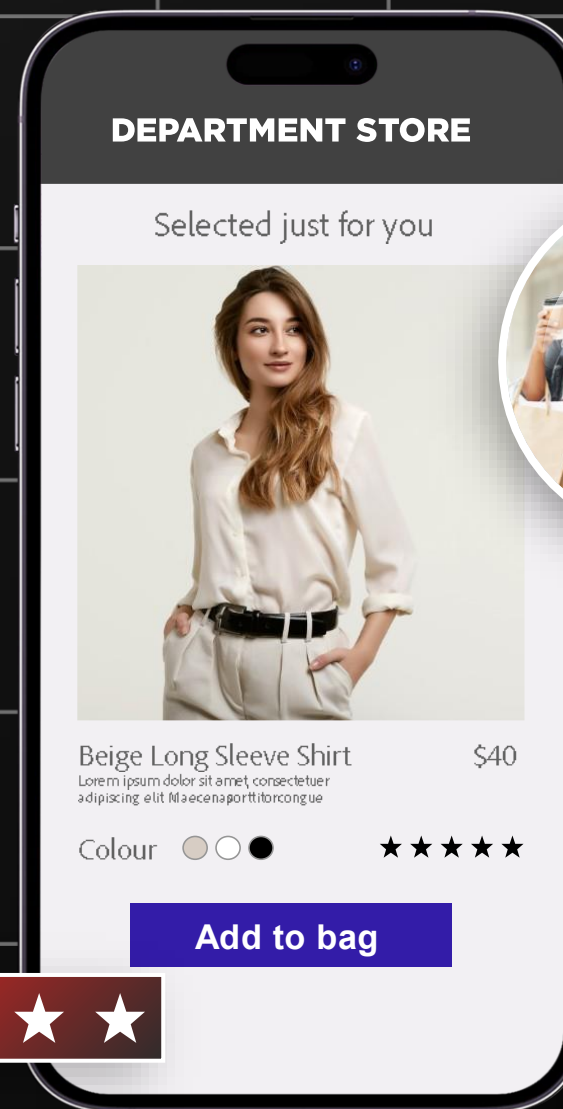 DEPARTMENT STORE
Selected just for you
Beige Long Sleeve Shirt $40
Lorem ipsum dolor sit amet, consectetuer
adipiscing elit Maecenaporttitorcongue
Colour
Add to bag